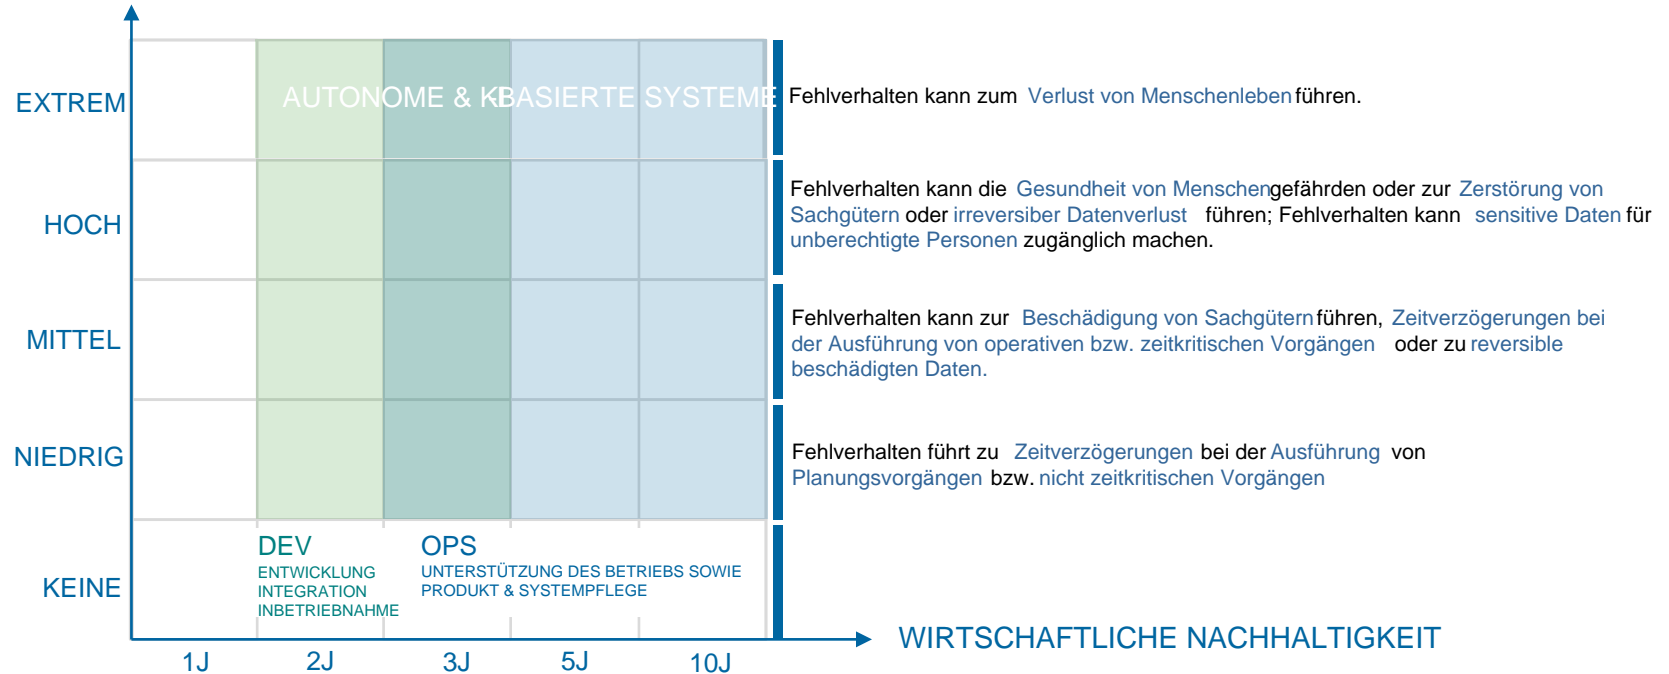 EXTREM
AUTONOME & KI-BASIERTE SYSTEME
Fehlverhalten kann zum Verlust von Menschenleben führen.
HOCH
Fehlverhalten kann die Gesundheit von Menschen gefährden oder zur Zerstörung von
Sachgütern oder irreversiber Datenverlust führen; Fehlverhalten kann sensitive Daten für
unberechtigte Personen zugänglich machen.
MITTEL
Fehlverhalten kann zur Beschädigung von Sachgütern führen, Zeitverzögerungen bei
der Ausführung von operativen bzw. zeitkritischen Vorgängen oder zu reversible
beschädigten Daten.
NIEDRIG
Fehlverhalten führt zu Zeitverzögerungen bei der Ausführung von
Planungsvorgängen bzw. nicht zeitkritischen Vorgängen
KEINE
DEV
ENTWICKLUNG
INTEGRATION
INBETRIEBNAHME
OPS
UNTERSTÜTZUNG DES BETRIEBS SOWIE
PRODUKT & SYSTEMPFLEGE
WIRTSCHAFTLICHE NACHHALTIGKEIT
1J 2J 3J 5J 10J